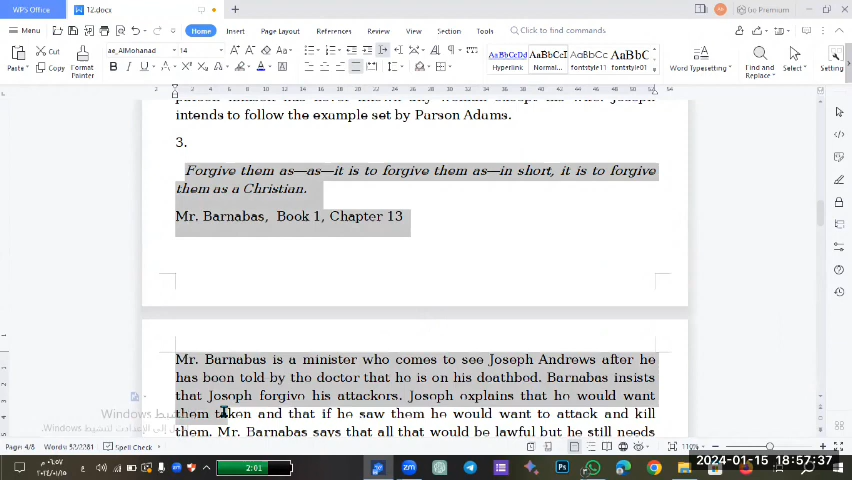 WPS Office
12.docx
Go Premium
Menu
Home
Insert
Page Layout
References
Review
View
Section
Tools
Click to find commands
Paste
Cut
Copy
Format
Painter
ae_AlMohanad
14
AaBbCcDd
Hyperlink
AaBbCcD
Normal...
AaBbCc
fontstyle01
AaBbC
fontstyle21
Word Typesetting
Find and
Replace
Select
Setting
intends to follow the example set by Parson Adums.
3.
Forgive them as—as—it is to forgive them as—in short, it is to forgive
them as a Christian.
Mr. Barnabas, Book 1, Chapter 13
Mr. Barnabas is a minister who comes to see Joseph Andrews after he
has been told by the doctor that he is on his deathbed. Barnabas insists
that Joseph forgive his attackers. Joseph explains that he would want
them taken and that if he saw them he would want to attack and kill
them. Mr. Barnabas says that all that would be lawful but he still needs
Page 4/8
Words: 52/2281
Spell Check
110%
2:01
2024-01-15 18:57:37